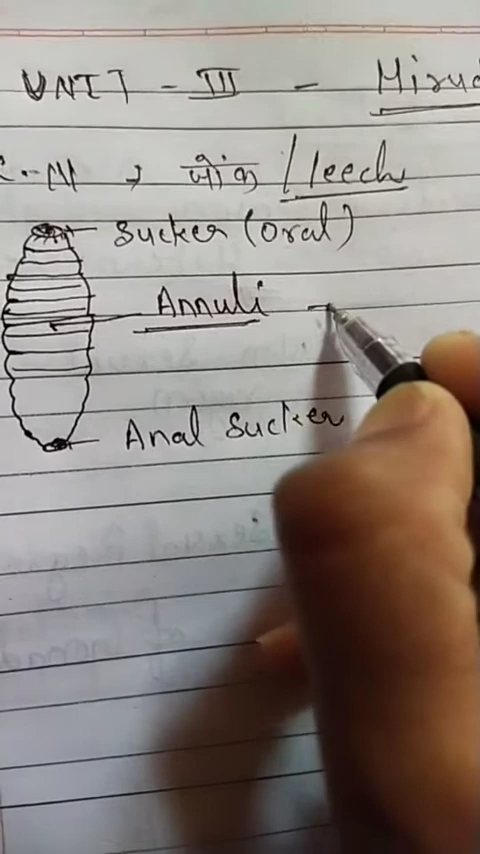 UNIT - III - Hirud
→ जोंक / leech
Sucker (oral)
Annuli -
Anal Sucker